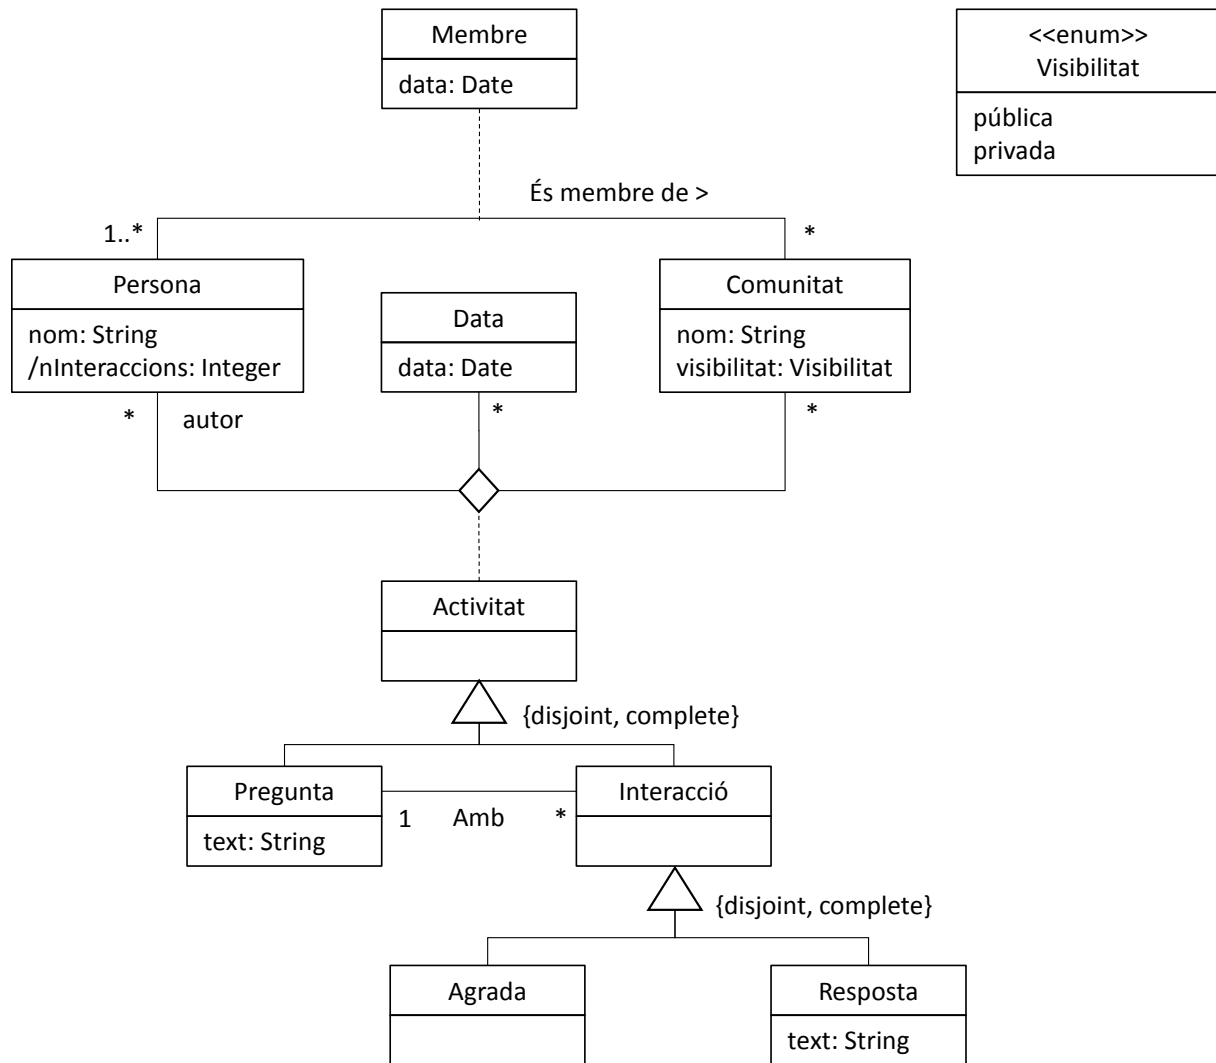 Membre
data: Date
<<enum>>
Visibilitat
pública
privada
És membre de >
1..*
*
Persona
nom: String
/nInteraccions: Integer
Data
data: Date
Comunitat
nom: String
visibilitat: Visibilitat
*
autor
*
*
Activitat
{disjoint, complete}
Pregunta
text: String
1
Amb
*
Interacció
{disjoint, complete}
Agrada
Resposta
text: String